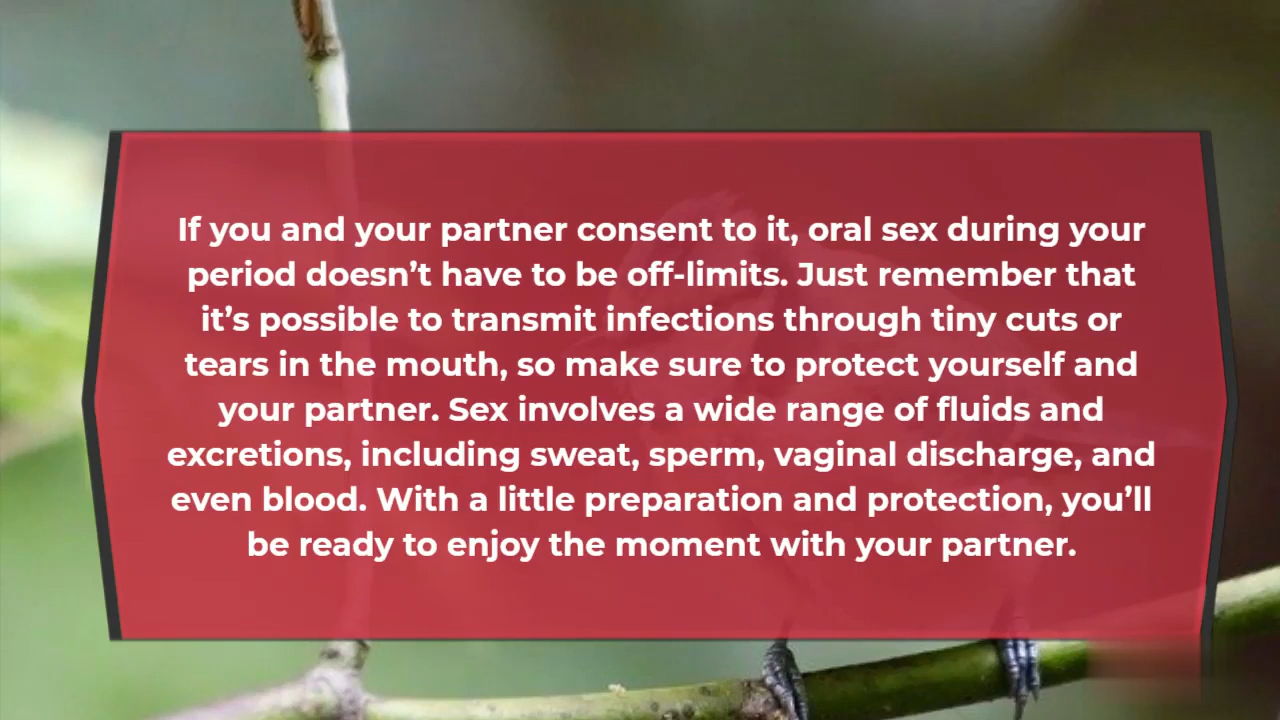 If you and your partner consent to it, oral sex during your
period doesn’t have to be off-limits. Just remember that
it’s possible to transmit infections through tiny cuts or
tears in the mouth, so make sure to protect yourself and
your partner. Sex involves a wide range of fluids and
excretions, including sweat, sperm, vaginal discharge, and
even blood. With a little preparation and protection, you’ll
be ready to enjoy the moment with your partner.